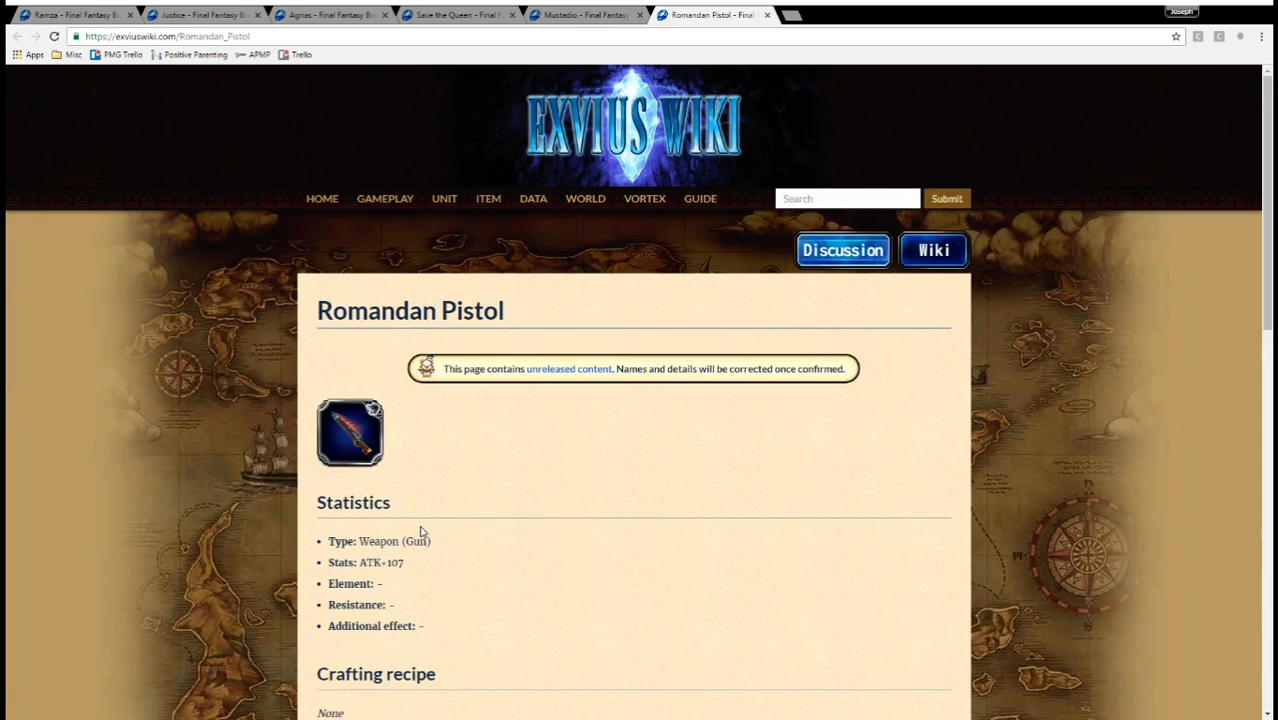 Ramza - Final Fantasy B
Justice - Final Fantasy B
Agrias - Final Fantasy B
Save the Queen - Final F
Mustadio - Final Fantasy
Romandan Pistol - Final
Joseph
https://exviuswiki.com/Romandan_Pistol
Apps Misc PMG Trello Positive Parenting APMP Trello
EXVIUS WIKI
HOME GAMEPLAY UNIT ITEM DATA WORLD VORTEX GUIDE Search Submit
Discussion Wiki
Romandan Pistol
This page contains unreleased content. Names and details will be corrected once confirmed.
Statistics
• Type: Weapon (Gun)
• Stats: ATK+107
• Element: -
• Resistance: -
• Additional effect: -
Crafting recipe
None